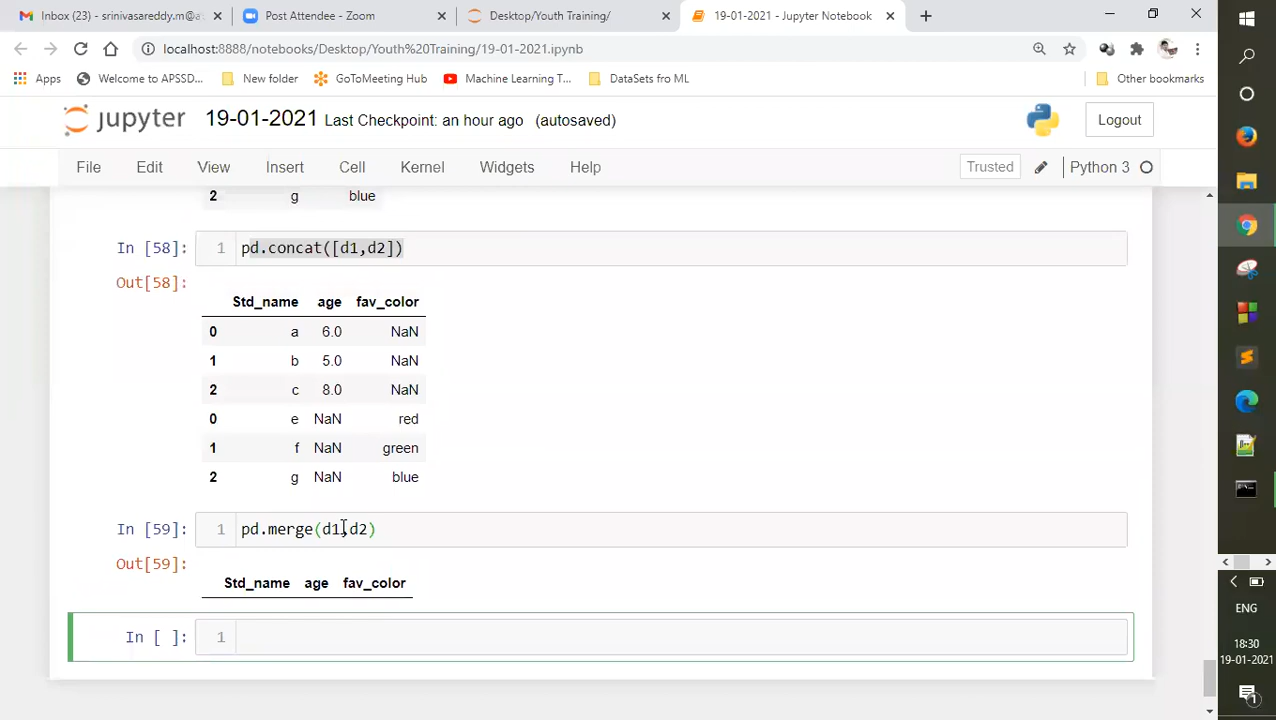 Inbox (23) - srinivasareddy.m@a
Post Attendee - Zoom
Desktop/Youth Training/
19-01-2021 - Jupyter Notebook
localhost:8888/notebooks/Desktop/Youth%20Training/19-01-2021.ipynb
Apps
Welcome to APSSD...
New folder
GoToMeeting Hub
Machine Learning T...
DataSets fro ML
Other bookmarks
jupyter
19-01-2021 Last Checkpoint: an hour ago (autosaved)
Logout
File Edit View Insert Cell Kernel Widgets Help
Trusted
Python 3
2 g blue
In [58]: 1 pd.concat([d1,d2])
Out[58]:
Std_name age fav_color
0 a 6.0 NaN
1 b 5.0 NaN
2 c 8.0 NaN
0 e NaN red
1 f NaN green
2 g NaN blue
In [59]: 1 pd.merge(d1,d2)
Out[59]:
Std_name age fav_color
In [ ]: 1
ENG
18:30
19-01-2021
1